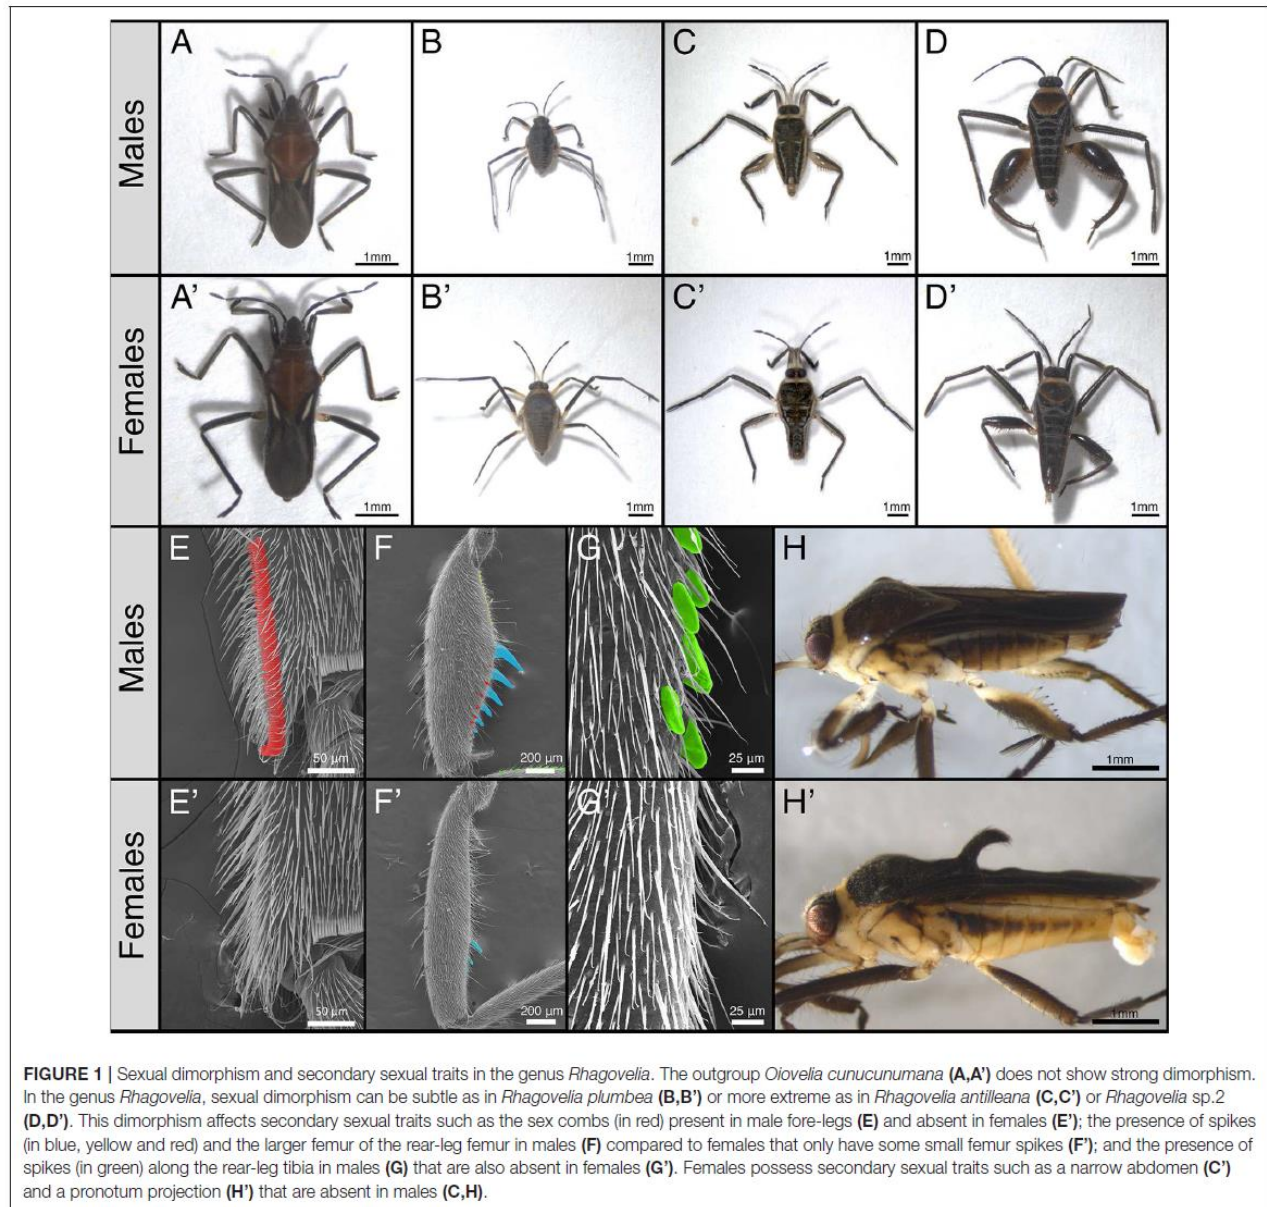 Males
A
B
C
D
1mm
1mm
1mm
1mm
Females
A’
B’
C’
D’
1mm
1mm
1mm
1mm
Males
E
F
G
H
50 µm
200 µm
25 µm
1mm
Females
E’
F’
G’
H’
50 µm
200 µm
25 µm
1mm
FIGURE 1 | Sexual dimorphism and secondary sexual traits in the genus Rhagovelia. The outgroup Oiovelia cunucunumana (A,A’) does not show strong dimorphism.
In the genus Rhagovelia, sexual dimorphism can be subtle as in Rhagovelia plumbea (B,B’) or more extreme as in Rhagovelia antilleana (C,C’) or Rhagovelia sp.2
(D,D’). This dimorphism affects secondary sexual traits such as the sex combs (in red) present in male fore-legs (E) and absent in females (E’); the presence of spikes
(in blue, yellow and red) and the larger femur of the rear-leg femur in males (F) compared to females that only have some small femur spikes (F’); and the presence of
spikes (in green) along the rear-leg tibia in males (G) that are also absent in females (G’). Females possess secondary sexual traits such as a narrow abdomen (C’)
and a pronotum projection (H’) that are absent in males (C,H).